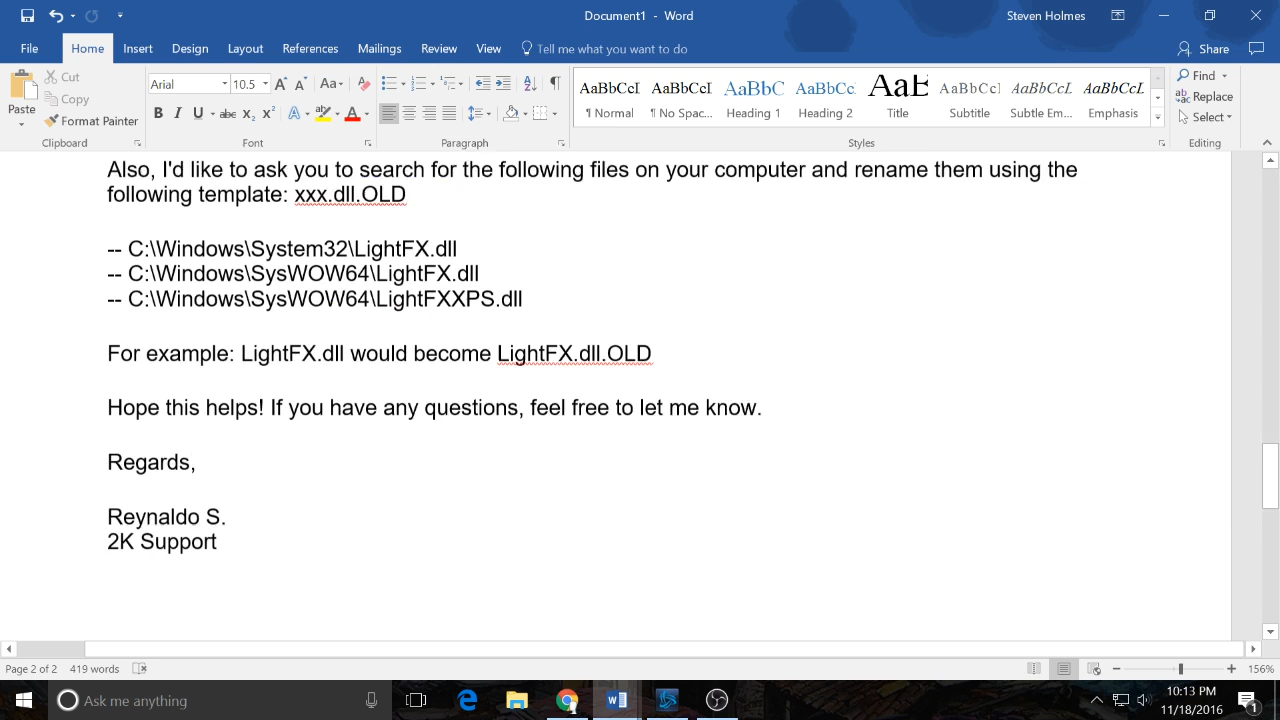 Document1 - Word
Steven Holmes
File Home Insert Design Layout References Mailings Review View Tell me what you want to do Share
Paste
Cut
Copy
Format Painter
Clipboard
Arial 10.5 Aa
B I U abc X2 X2 A A
Font
Paragraph
AaBbCcI AaBbCcI AaBbC AaBbCc AaB AaBbCcI AaBbCcL AaBbCcL
¶ Normal ¶ No Spac... Heading 1 Heading 2 Title Subtitle Subtle Em... Emphasis
Styles
Find
Replace
Select
Editing
Also, I'd like to ask you to search for the following files on your computer and rename them using the
following template: xxx.dll.OLD
-- C:\Windows\System32\LightFX.dll
-- C:\Windows\SysWOW64\LightFX.dll
-- C:\Windows\SysWOW64\LightFXXPS.dll
For example: LightFX.dll would become LightFX.dll.OLD
Hope this helps! If you have any questions, feel free to let me know.
Regards,
Reynaldo S.
2K Support
Page 2 of 2 419 words
156%
Ask me anything
10:13 PM
11/18/2016
1